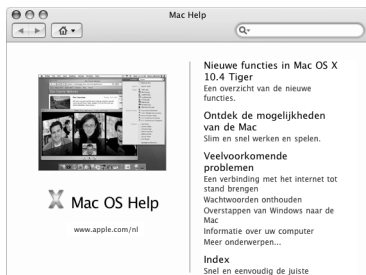 Mac Help
Nieuwe functies in Mac OS X
10.4 Tiger
Een overzicht van de nieuwe
functies.
Ontdek de mogelijkheden
van de Mac
Slim en snel werken en spelen.
Veelvoorkomende
problemen
Een verbinding met het internet tot
stand brengen
Wachtwoorden onthouden
Overstappen van Windows naar de
Mac
Informatie over uw computer
Meer onderwerpen...
Index
Snel en eenvoudig de juiste
Mac OS Help
www.apple.com/nl